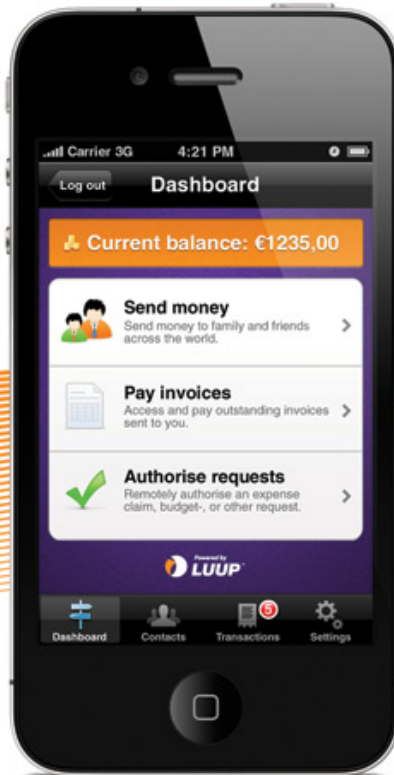 Carrier 3G 4:21 PM
Log out Dashboard
Current balance: €1235,00
Send money
Send money to family and friends
across the world.
Pay invoices
Access and pay outstanding invoices
sent to you.
Authorise requests
Remotely authorise an expense
claim, budget-, or other request.
Powered by
LUUP
5
Dashboard Contacts Transactions Settings